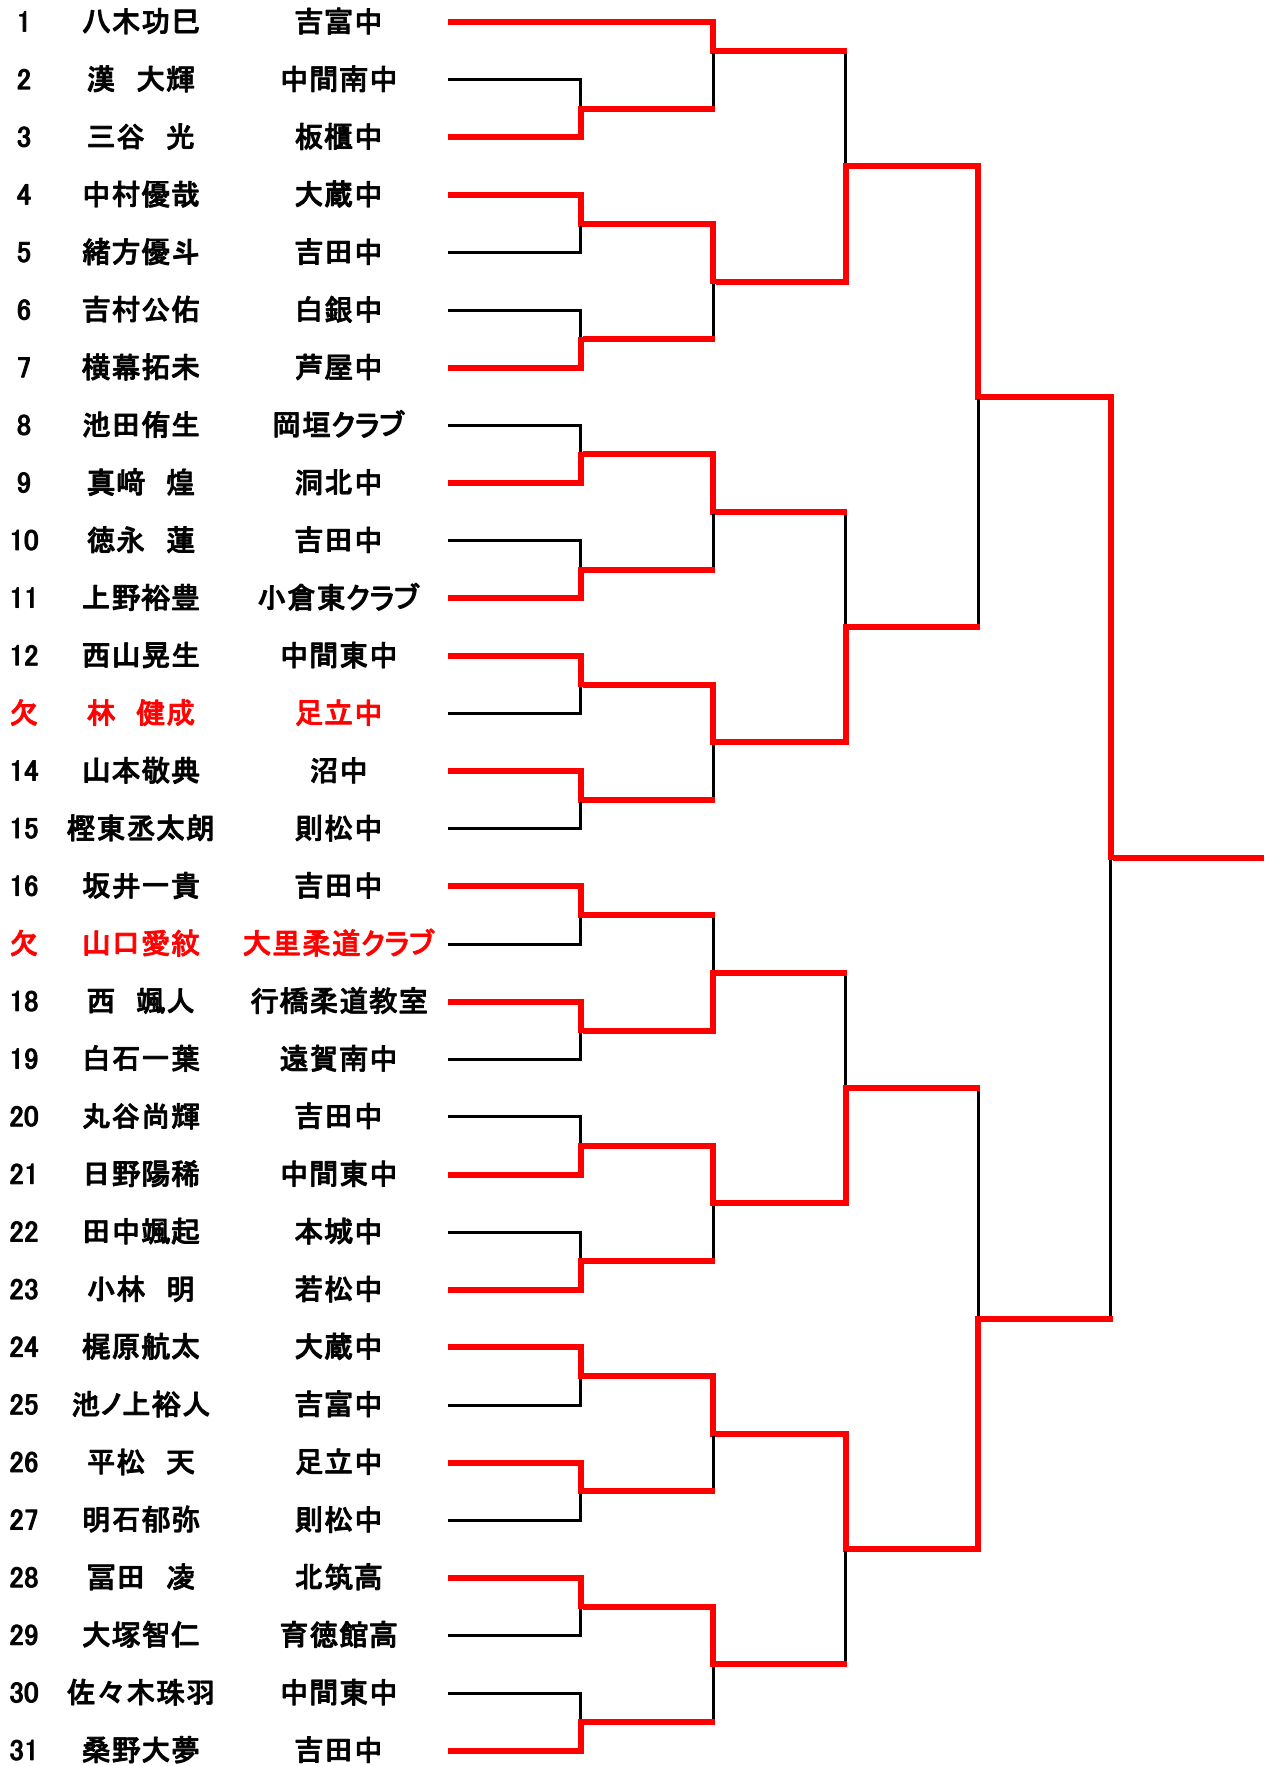 1 八木功巳 吉富中
2 漢 大輝 中間南中
3 三谷 光 板櫃中
4 中村優哉 大蔵中
5 緒方優斗 吉田中
6 吉村公佑 白銀中
7 横幕拓未 芦屋中
8 池田侑生 岡垣クラブ
9 真﨑 煌 洞北中
10 徳永 蓮 吉田中
11 上野裕豊 小倉東クラブ
12 西山晃生 中間東中
欠 林 健成 足立中
14 山本敬典 沼中
15 樫東丞太朗 則松中
16 坂井一貴 吉田中
欠 山口愛紋 大里柔道クラブ
18 西 颯人 行橋柔道教室
19 白石一葉 遠賀南中
20 丸谷尚輝 吉田中
21 日野陽稀 中間東中
22 田中颯起 本城中
23 小林 明 若松中
24 梶原航太 大蔵中
25 池ノ上裕人 吉富中
26 平松 天 足立中
27 明石郁弥 則松中
28 冨田 凌 北筑高
29 大塚智仁 育徳館高
30 佐々木珠羽 中間東中
31 桑野大夢 吉田中